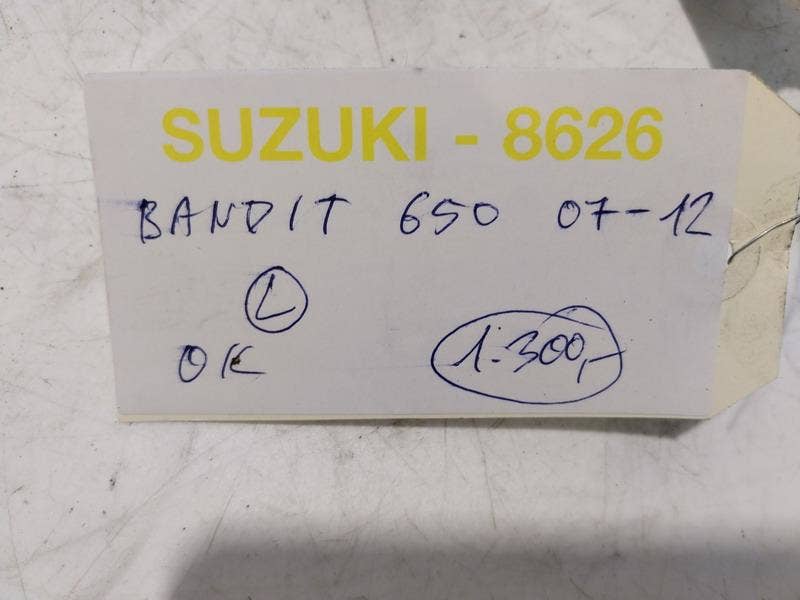 SUZUKI - 8626
BANDIT 650 07-12
L
OK
1.300,-